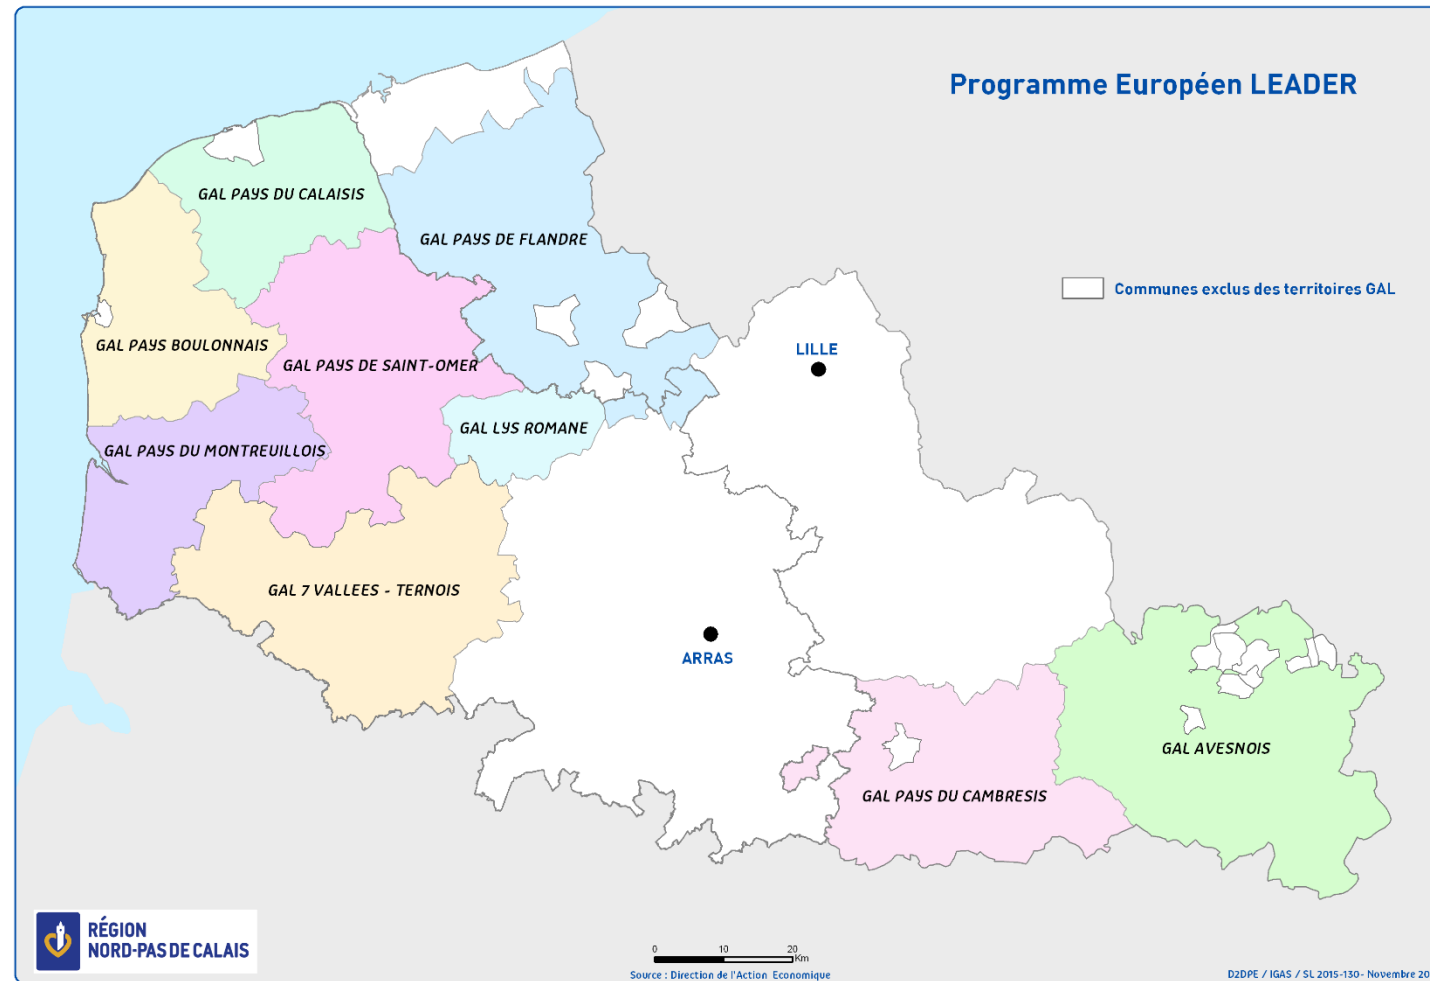 Programme Européen LEADER
GAL PAYS DU CALAISIS
GAL PAYS DE FLANDRE
Communes exclus des territoires GAL
GAL PAYS BOULONNAIS
LILLE
GAL PAYS DE SAINT-OMER
GAL LYS ROMANE
GAL PAYS DU MONTREUILLOIS
GAL 7 VALLEES - TERNOIS
ARRAS
GAL AVESNOIS
GAL PAYS DU CAMBRESIS
RÉGION
NORD-PAS DE CALAIS
0 10 20
Km
Source : Direction de l'Action Economique
D2DPE / IGAS / SL 2015-130- Novembre 20